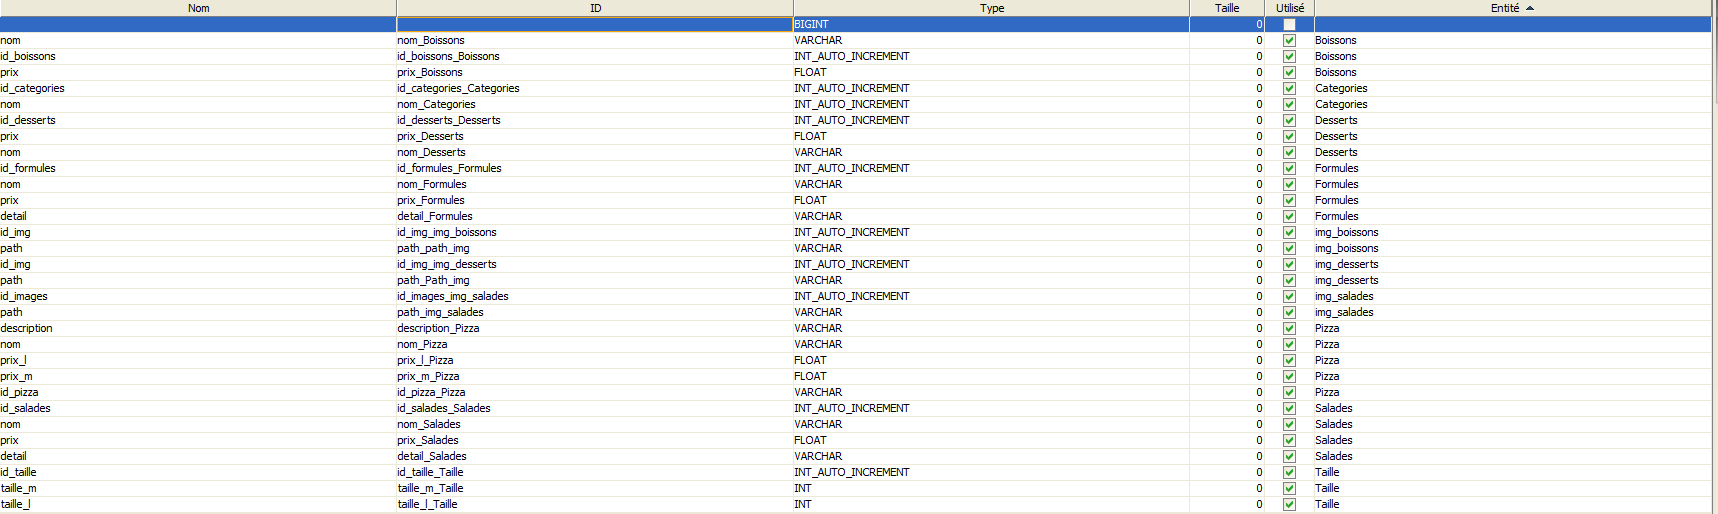 Nom ID Type Taille Utilisé Entité
BIGINT 0
nom nom_Boissons VARCHAR 0 Boissons
id_boissons id_boissons_Boissons INT_AUTO_INCREMENT 0 Boissons
prix prix_Boissons FLOAT 0 Boissons
id_categories id_categories_Categories INT_AUTO_INCREMENT 0 Categories
nom nom_Categories INT_AUTO_INCREMENT 0 Categories
id_desserts id_desserts_Desserts INT_AUTO_INCREMENT 0 Desserts
prix prix_Desserts FLOAT 0 Desserts
nom nom_Desserts VARCHAR 0 Desserts
id_formules id_formules_Formules INT_AUTO_INCREMENT 0 Formules
nom nom_Formules VARCHAR 0 Formules
prix prix_Formules FLOAT 0 Formules
detail detail_Formules VARCHAR 0 Formules
id_img id_img_img_boissons INT_AUTO_INCREMENT 0 img_boissons
path path_path_img VARCHAR 0 img_boissons
id_img id_img_img_desserts INT_AUTO_INCREMENT 0 img_desserts
path path_Path_img VARCHAR 0 img_desserts
id_images id_images_img_salades INT_AUTO_INCREMENT 0 img_salades
path path_img_salades VARCHAR 0 img_salades
description description_Pizza VARCHAR 0 Pizza
nom nom_Pizza VARCHAR 0 Pizza
prix_l prix_l_Pizza FLOAT 0 Pizza
prix_m prix_m_Pizza FLOAT 0 Pizza
id_pizza id_pizza_Pizza VARCHAR 0 Pizza
id_salades id_salades_Salades INT_AUTO_INCREMENT 0 Salades
nom nom_Salades VARCHAR 0 Salades
prix prix_Salades FLOAT 0 Salades
detail detail_Salades VARCHAR 0 Salades
id_taille id_taille_Taille INT_AUTO_INCREMENT 0 Taille
taille_m taille_m_Taille INT 0 Taille
taille_l taille_l_Taille INT 0 Taille